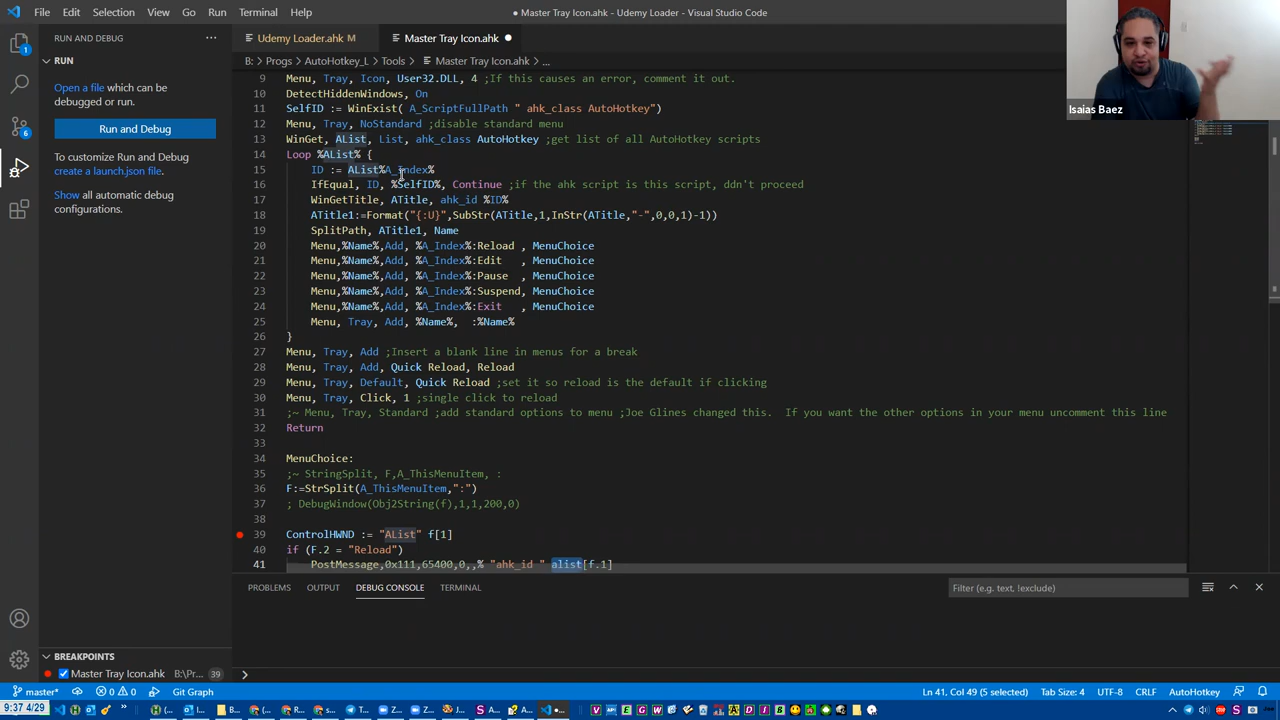 File Edit Selection View Go Run Terminal Help
● Master Tray Icon.ahk - Udemy Loader - Visual Studio Code
RUN AND DEBUG ···
Udemy Loader.ahk M
Master Tray Icon.ahk ●
RUN
B: > Progs > AutoHotkey_L > Tools > Master Tray Icon.ahk > ...
Open a file which can be
debugged or run.
Run and Debug
To customize Run and Debug
create a launch.json file.
Show all automatic debug
configurations.
9 Menu, Tray, Icon, User32.DLL, 4 ;If this causes an error, comment it out.
10 DetectHiddenWindows, On
11 SelfID := WinExist( A_ScriptFullPath " ahk_class AutoHotkey")
12 Menu, Tray, NoStandard ;disable standard menu
13 WinGet, AList, List, ahk_class AutoHotkey ;get list of all AutoHotkey scripts
14 Loop %AList% {
15 ID := AList%A_Index%
16 IfEqual, ID, %SelfID%, Continue ;if the ahk script is this script, ddn't proceed
17 WinGetTitle, ATitle, ahk_id %ID%
18 ATitle1:=Format("{:U}",SubStr(ATitle,1,InStr(ATitle,"-",0,0,1)-1))
19 SplitPath, ATitle1, Name
20 Menu,%Name%,Add, %A_Index%:Reload , MenuChoice
21 Menu,%Name%,Add, %A_Index%:Edit , MenuChoice
22 Menu,%Name%,Add, %A_Index%:Pause , MenuChoice
23 Menu,%Name%,Add, %A_Index%:Suspend, MenuChoice
24 Menu,%Name%,Add, %A_Index%:Exit , MenuChoice
25 Menu, Tray, Add, %Name%, :%Name%
26 }
27 Menu, Tray, Add ;Insert a blank line in menus for a break
28 Menu, Tray, Add, Quick Reload, Reload
29 Menu, Tray, Default, Quick Reload ;set it so reload is the default if clicking
30 Menu, Tray, Click, 1 ;single click to reload
31 ;~ Menu, Tray, Standard ;add standard options to menu ;Joe Glines changed this. If you want the other options in your menu uncomment this line
32 Return
33
34 MenuChoice:
35 ;~ StringSplit, F,A_ThisMenuItem, :
36 F:=StrSplit(A_ThisMenuItem,":")
37 ; DebugWindow(Obj2String(f),1,1,200,0)
38
39 ControlHWND := "AList" f[1]
40 if (F.2 = "Reload")
41 PostMessage,0x111,65400,0,,% "ahk_id " alist[f.1]
Isaias Baez
PROBLEMS OUTPUT DEBUG CONSOLE TERMINAL
Filter (e.g. text, !exclude)
BREAKPOINTS
Master Tray Icon.ahk B:\Pr... 39
master* 0 0 Git Graph
Ln 41, Col 49 (5 selected) Tab Size: 4 UTF-8 CRLF AutoHotkey
9:37 4/29